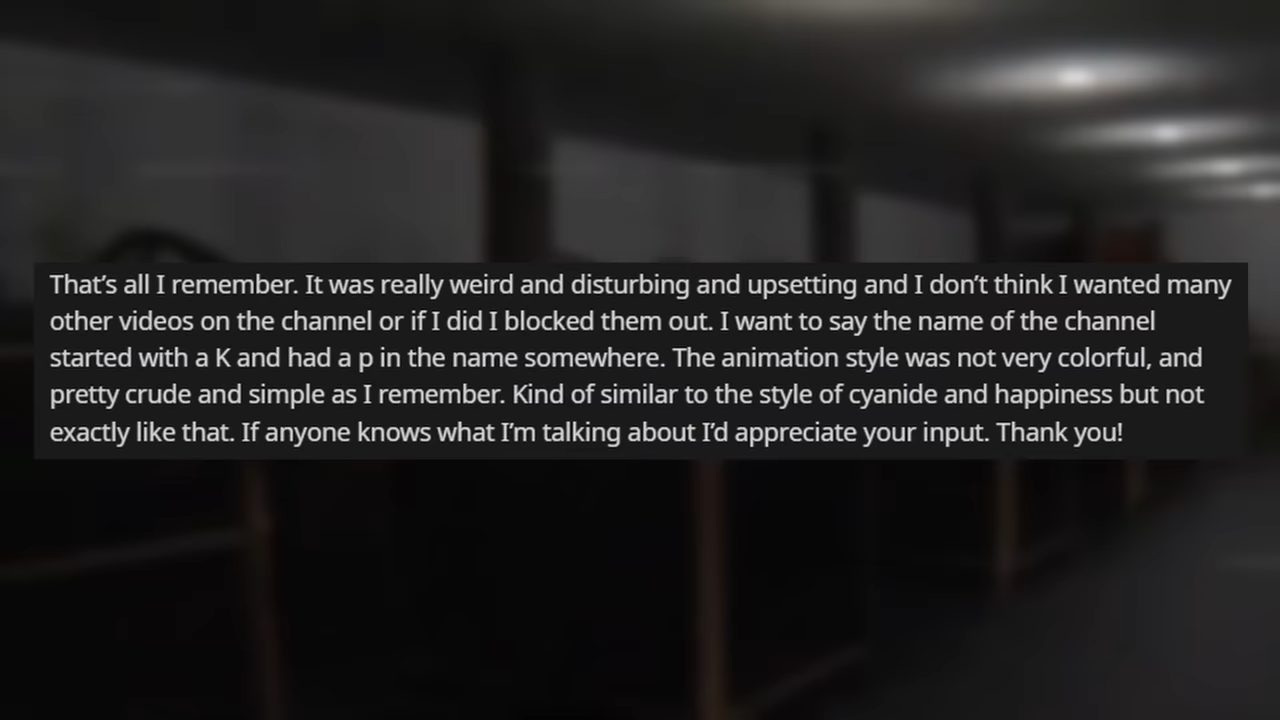 That’s all I remember. It was really weird and disturbing and upsetting and I don’t think I wanted many
other videos on the channel or if I did I blocked them out. I want to say the name of the channel
started with a K and had a p in the name somewhere. The animation style was not very colorful, and
pretty crude and simple as I remember. Kind of similar to the style of cyanide and happiness but not
exactly like that. If anyone knows what I’m talking about I’d appreciate your input. Thank you!